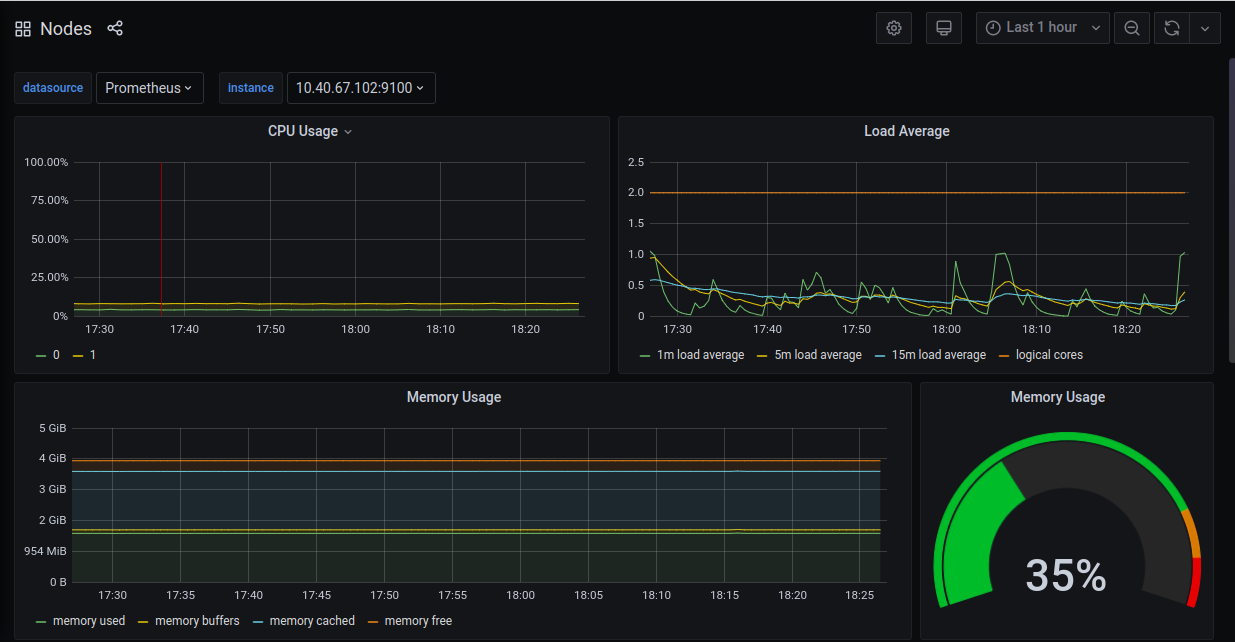 Nodes
Last 1 hour
datasource Prometheus instance 10.40.67.102:9100
CPU Usage
100.00%
75.00%
50.00%
25.00%
0%
17:30 17:40 17:50 18:00 18:10 18:20
0 1
Load Average
2.5
2.0
1.5
1.0
0.5
0
17:30 17:40 17:50 18:00 18:10 18:20
1m load average 5m load average 15m load average logical cores
Memory Usage
5 GiB
4 GiB
3 GiB
2 GiB
954 MiB
0 B
17:30 17:35 17:40 17:45 17:50 17:55 18:00 18:05 18:10 18:15 18:20 18:25
memory used memory buffers memory cached memory free
Memory Usage
35%